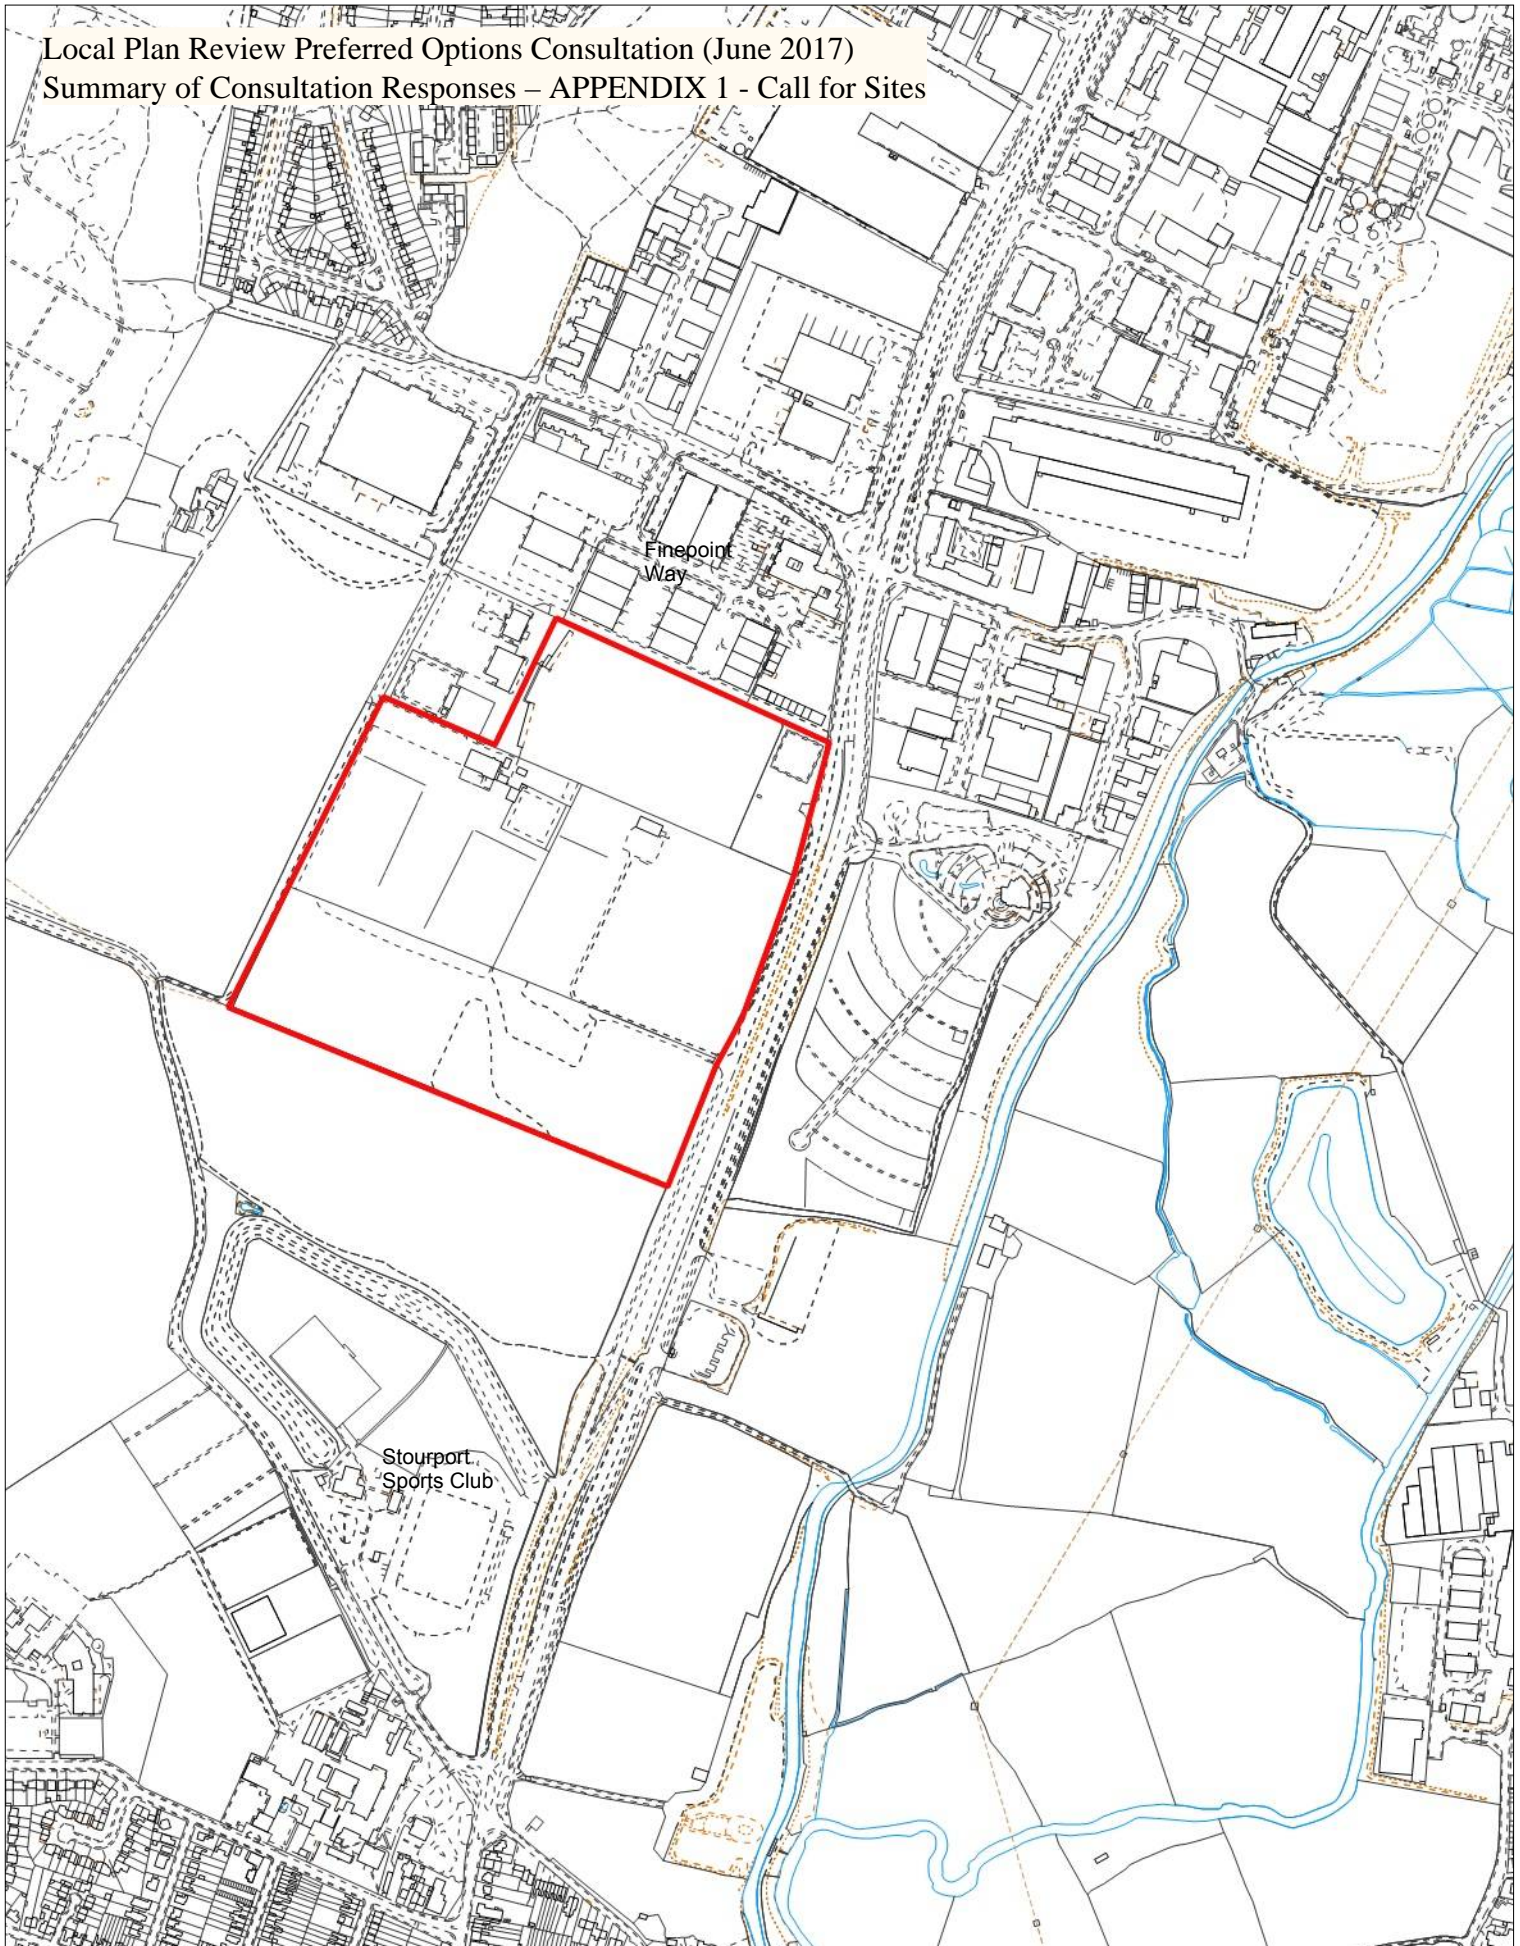 Local Plan Review Preferred Options Consultation (June 2017)
Summary of Consultation Responses – APPENDIX 1 - Call for Sites
Finepoint
Way
Stourport
Sports Club